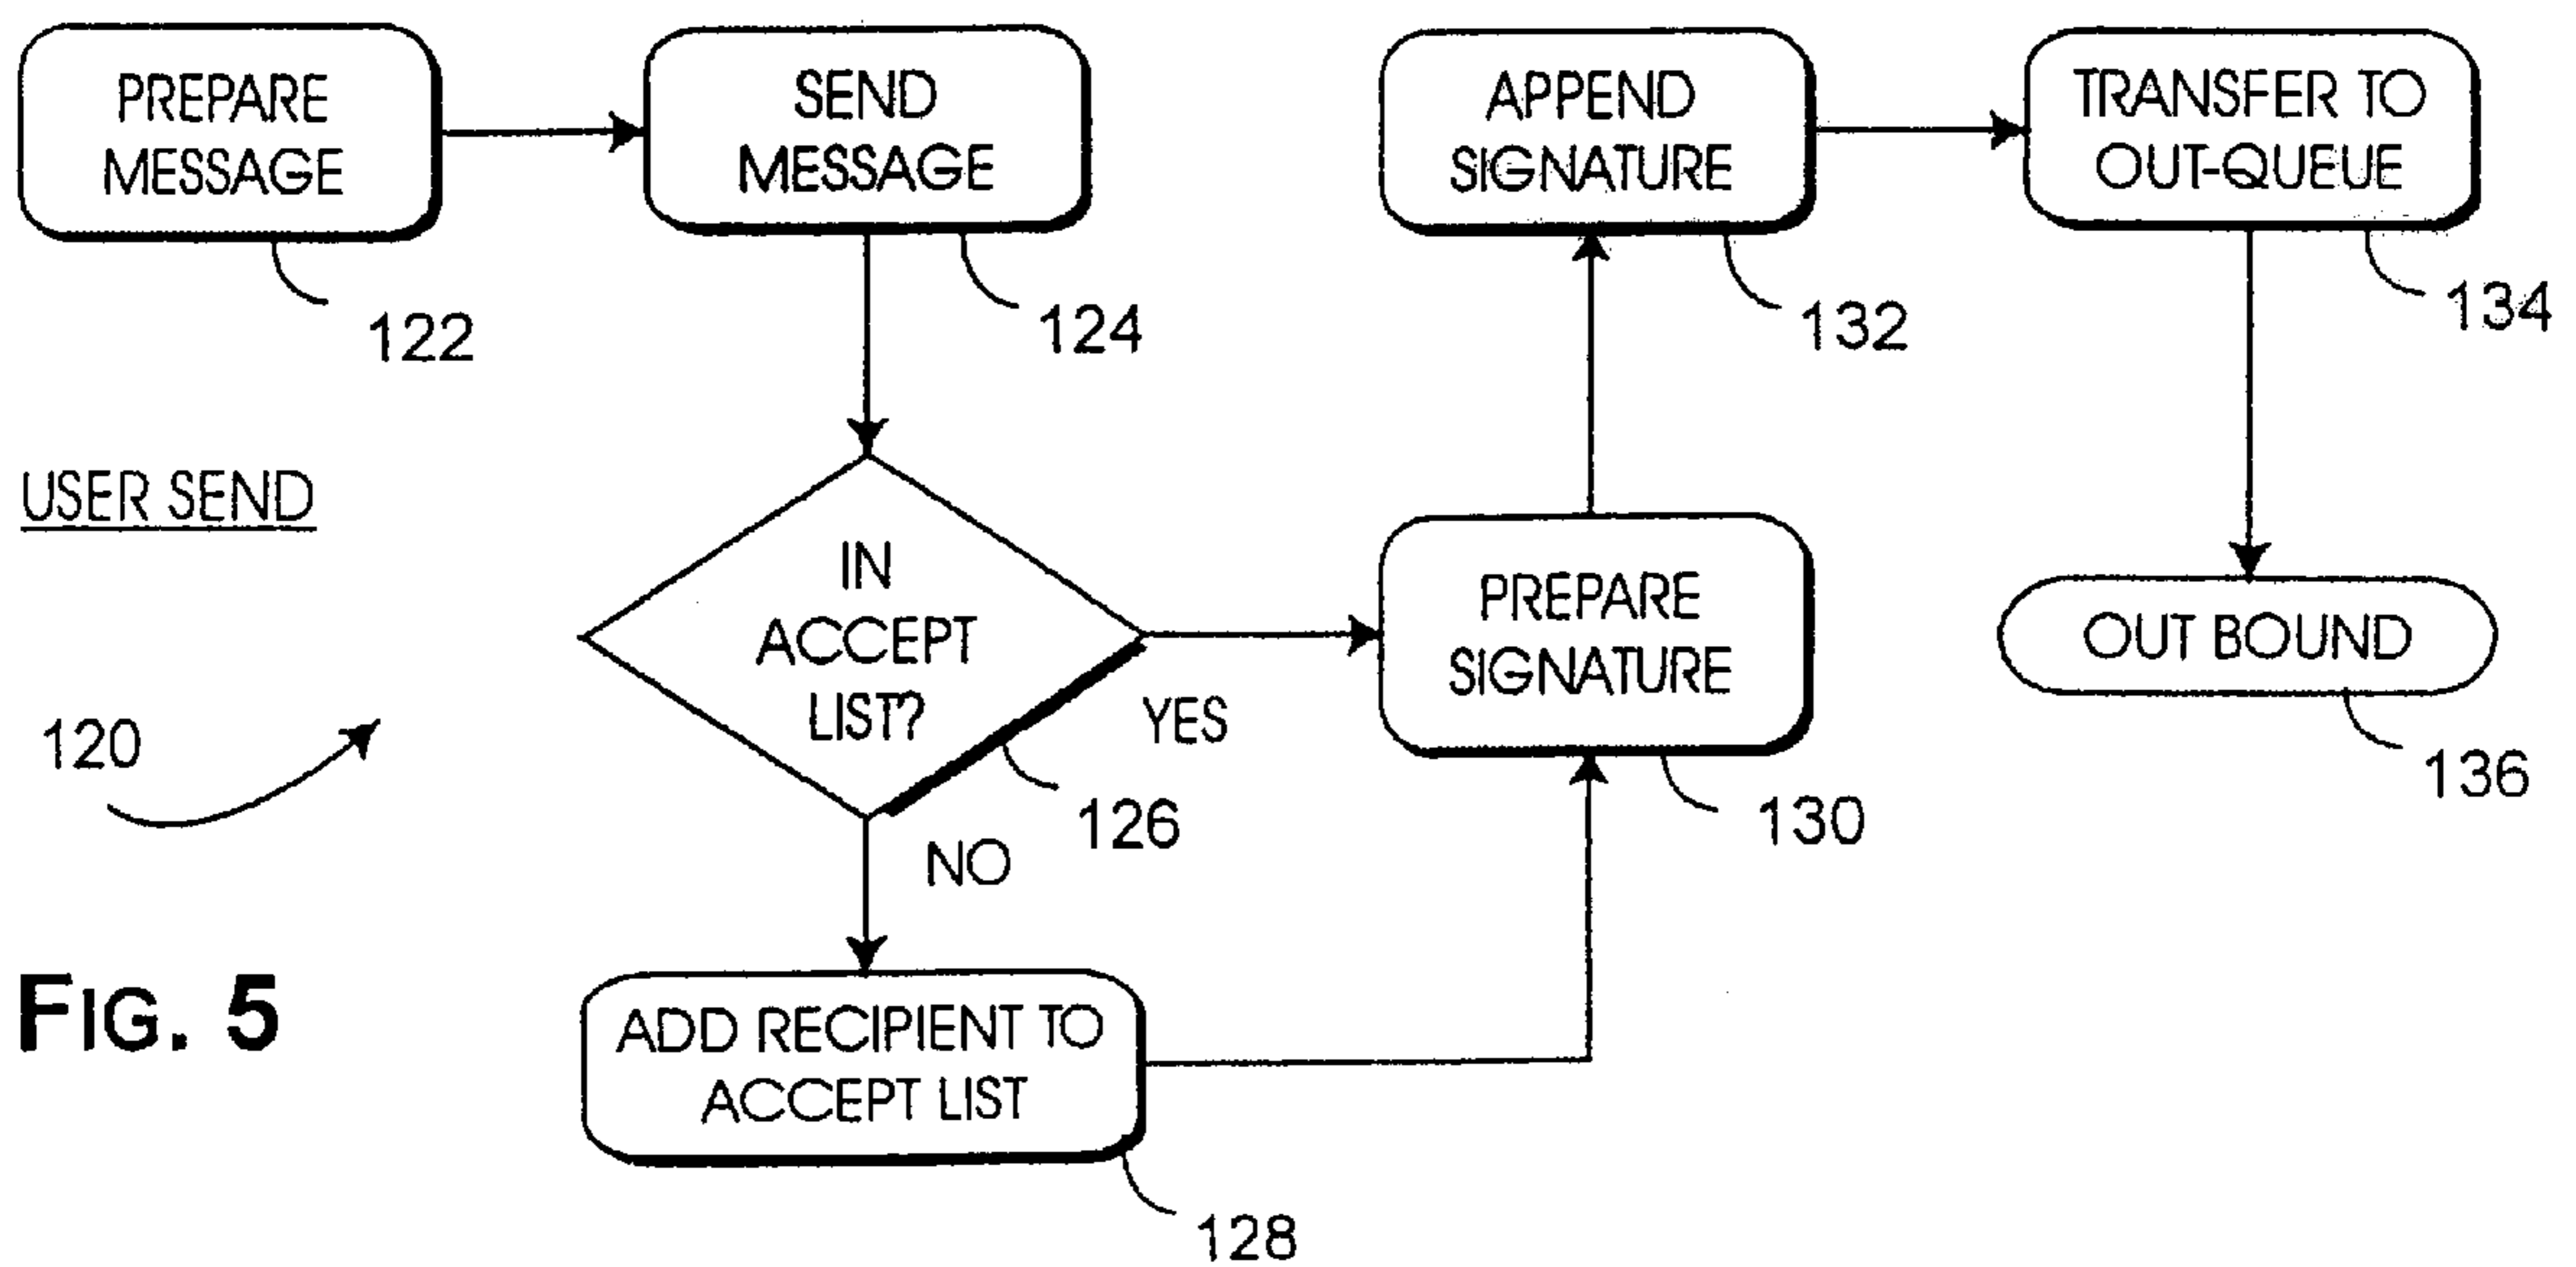 PREPARE
MESSAGE
122
SEND
MESSAGE
124
APPEND
SIGNATURE
132
TRANSFER TO
OUT-QUEUE
134
USER SEND
IN
ACCEPT
LIST?
126
YES
NO
PREPARE
SIGNATURE
130
OUT BOUND
136
120
ADD RECIPIENT TO
ACCEPT LIST
128
FIG. 5